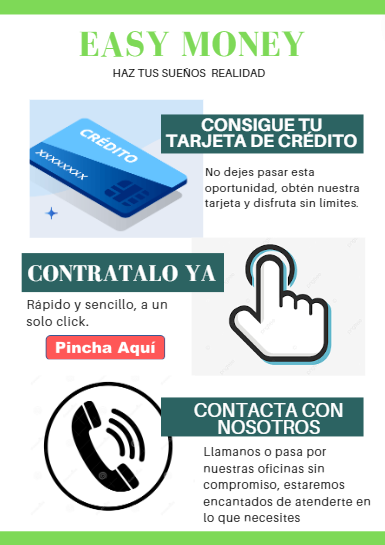 EASY MONEY
HAZ TUS SUEÑOS REALIDAD
CRÉDITO
XXXXXXXX
CONSIGUE TU
TARJETA DE CRÉDITO
No dejes pasar esta
oportunidad, obtén nuestra
tarjeta y disfruta sin límites.
CONTRATALO YA
Rápido y sencillo, a un
solo click.
Pincha Aquí
CONTACTA CON
NOSOTROS
Llamanos o pasa por
nuestras oficinas sin
compromiso, estaremos
encantados de atenderte en
lo que necesites